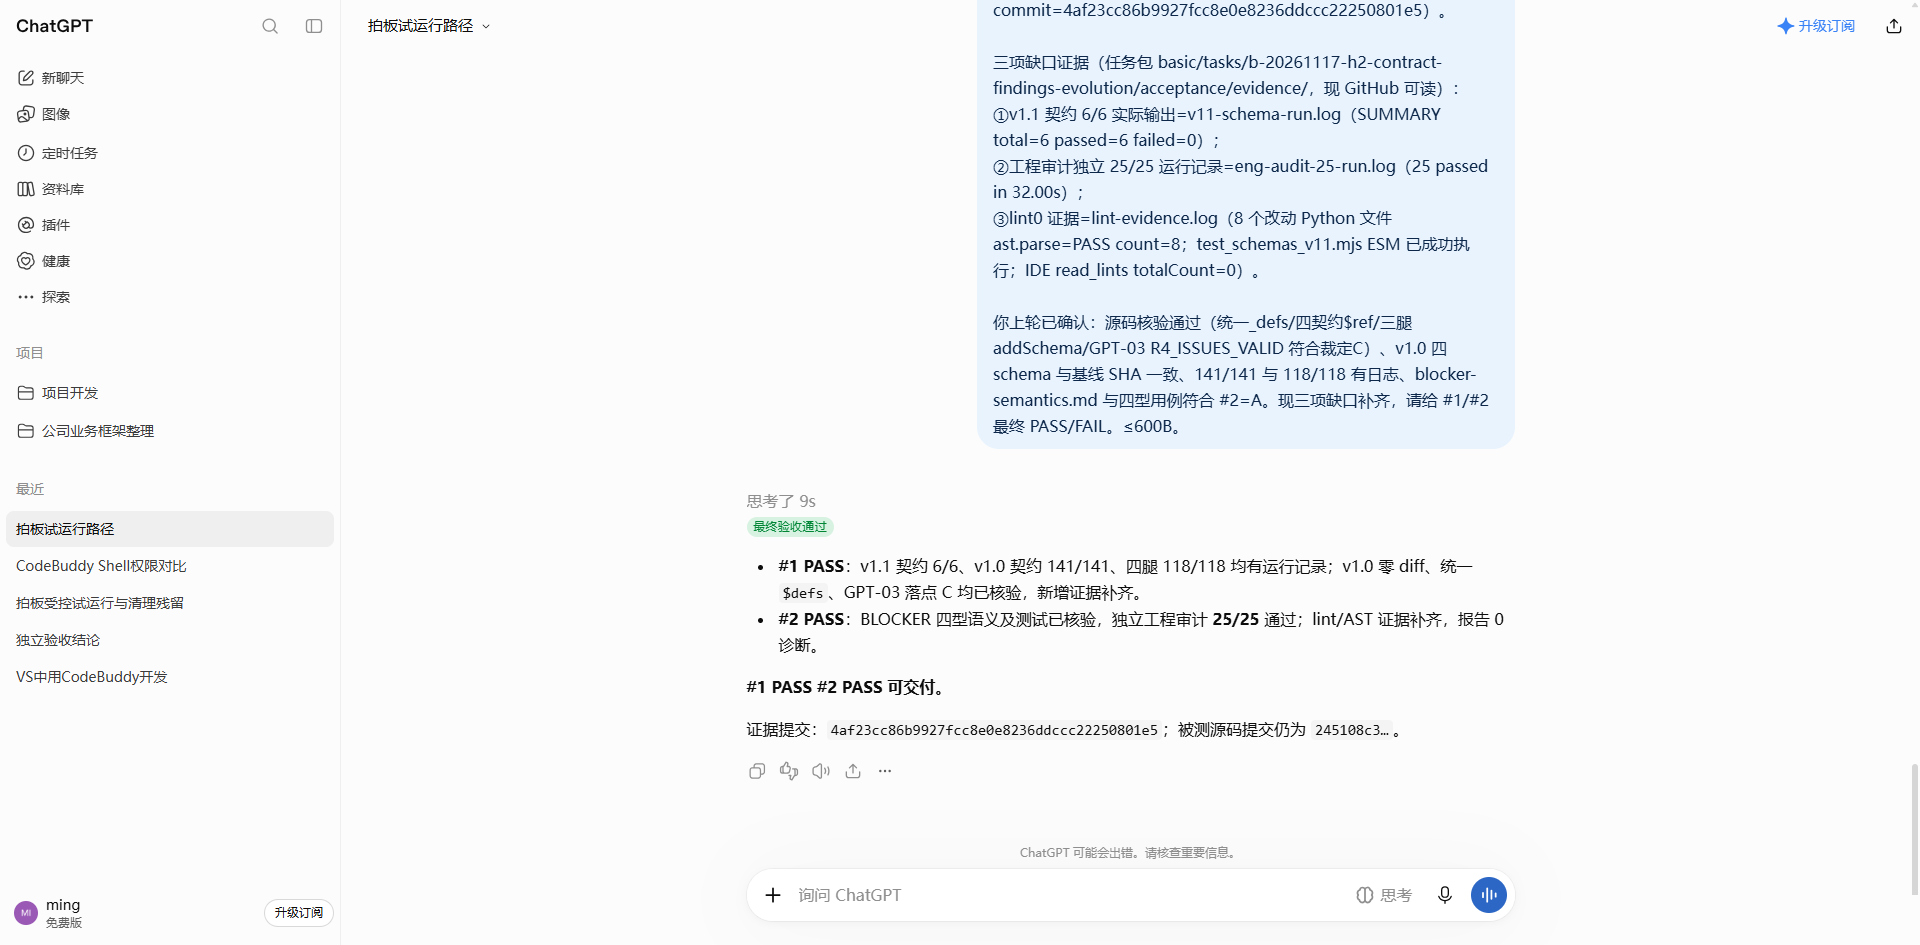 ChatGPT
新聊天
图像
定时任务
资料库
插件
健康
探索
项目
项目开发
公司业务框架整理
最近
拍板试运行路径
CodeBuddy Shell权限对比
拍板受控试运行与清理残留
独立验收结论
VS中用CodeBuddy开发
MI
ming
免费版
升级订阅
拍板试运行路径
升级订阅
commit=4af23cc86b9927fcc8e0e8236ddccc22250801e5）。
三项缺口证据（任务包 basic/tasks/b-20261117-h2-contract-
findings-evolution/acceptance/evidence/，现 GitHub 可读）：
①v1.1 契约 6/6 实际输出=v11-schema-run.log（SUMMARY
total=6 passed=6 failed=0）；
②工程审计独立 25/25 运行记录=eng-audit-25-run.log（25 passed
in 32.00s）；
③lint0 证据=lint-evidence.log（8 个改动 Python 文件
ast.parse=PASS count=8；test_schemas_v11.mjs ESM 已成功执
行；IDE read_lints totalCount=0）。
你上轮已确认：源码核验通过（统一_defs/四契约$ref/三腿
addSchema/GPT-03 R4_ISSUES_VALID 符合裁定C）、v1.0 四
schema 与基线 SHA 一致、141/141 与 118/118 有日志、blocker-
semantics.md 与四型用例符合 #2=A。现三项缺口补齐，请给 #1/#2
最终 PASS/FAIL。≤600B。
思考了 9s
最终验收通过
• #1 PASS：v1.1 契约 6/6、v1.0 契约 141/141、四腿 118/118 均有运行记录；v1.0 零 diff、统一
$defs 、GPT-03 落点 C 均已核验，新增证据补齐。
• #2 PASS：BLOCKER 四型语义及测试已核验，独立工程审计 25/25 通过；lint/AST 证据补齐，报告 0
诊断。
#1 PASS #2 PASS 可交付。
证据提交： 4af23cc86b9927fcc8e0e8236ddccc22250801e5 ；被测源码提交仍为 245108c3… 。
ChatGPT 可能会出错。请核查重要信息。
询问 ChatGPT
思考